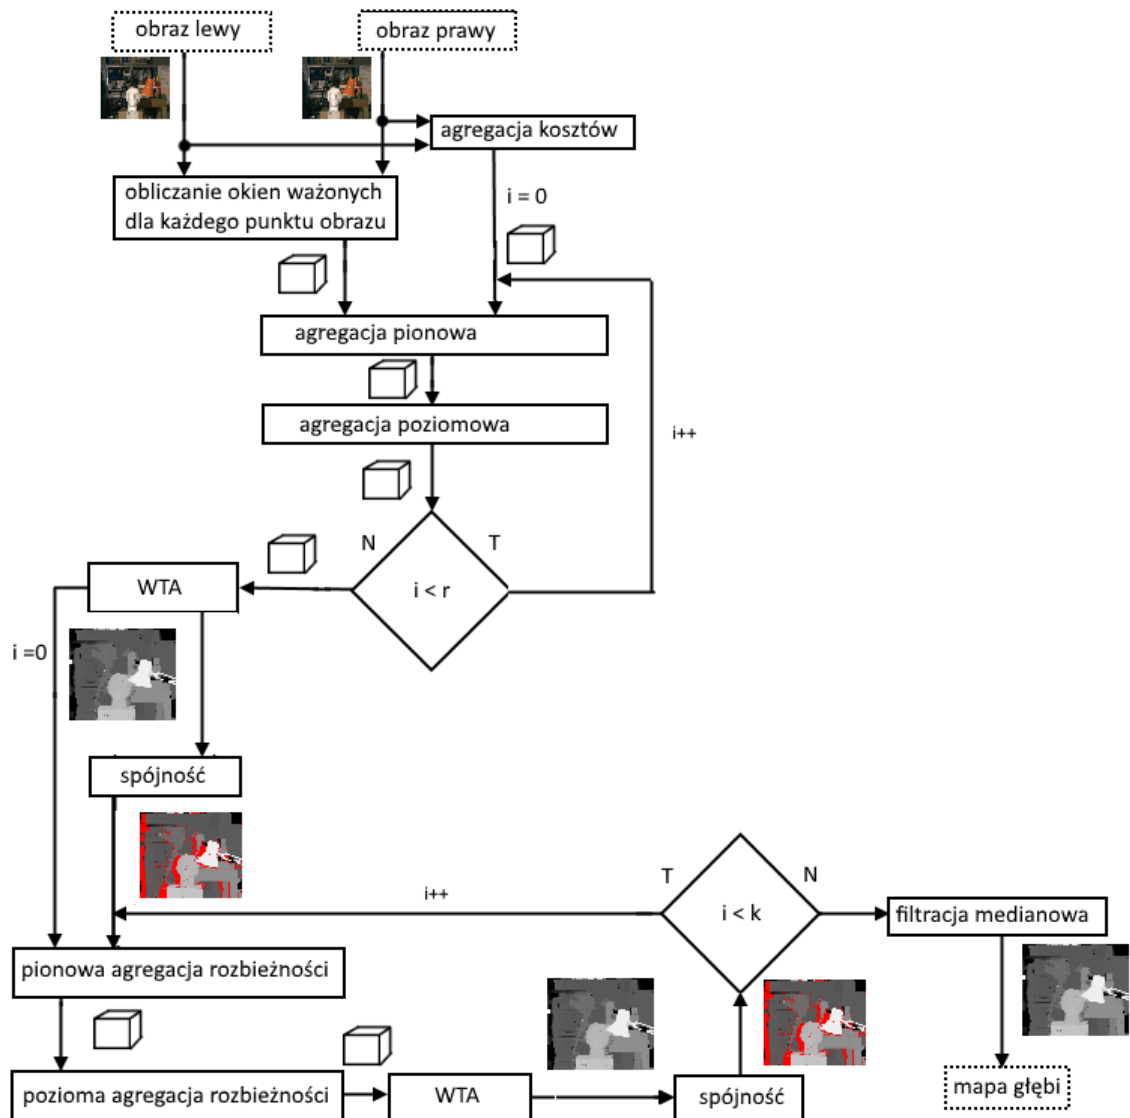 obraz lewy
obraz prawy
agregacja kosztów
obliczanie okien ważonych
dla każdego punktu obrazu
i = 0
agregacja pionowa
agregacja poziomowa
i++
N
T
i < r
WTA
i =0
spójność
T
N
i++
i < k
filtracja medianowa
pionowa agregacja rozbieżności
pozioma agregacja rozbieżności
WTA
spójność
mapa głębi